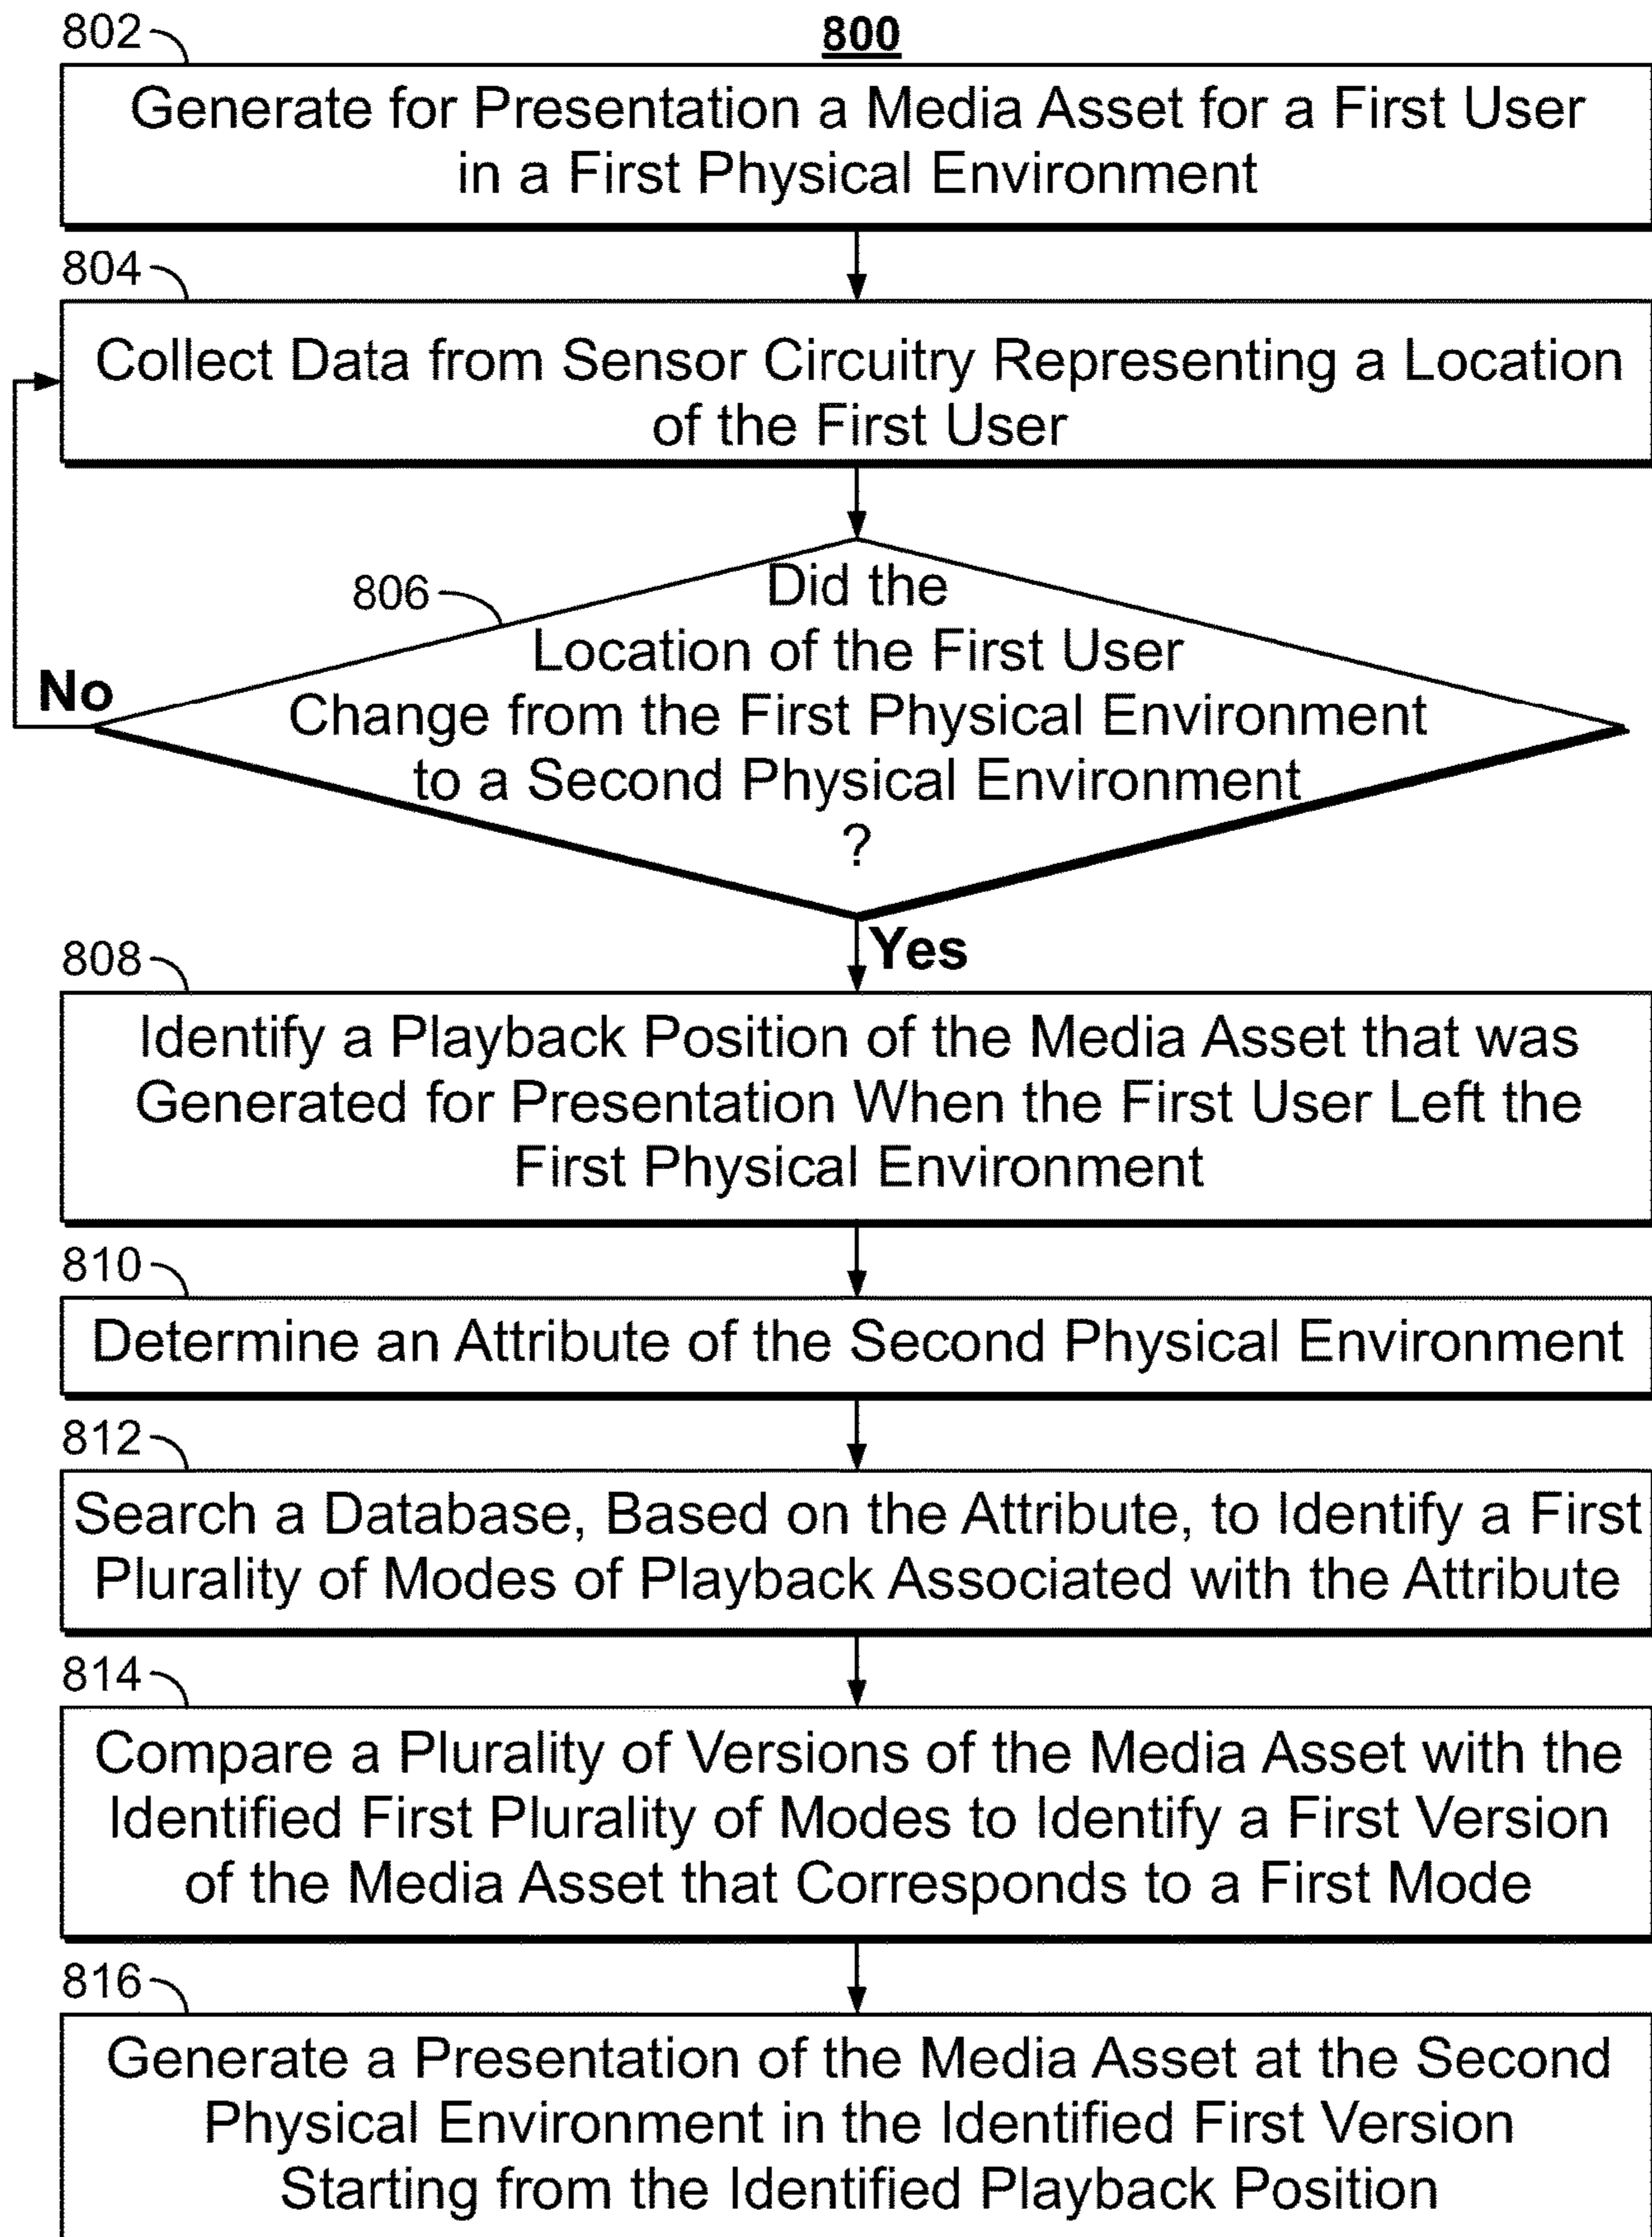 800
802
Generate for Presentation a Media Asset for a First User
in a First Physical Environment
804
Collect Data from Sensor Circuitry Representing a Location
of the First User
806
Did the
Location of the First User
Change from the First Physical Environment
to a Second Physical Environment
?
No
Yes
808
Identify a Playback Position of the Media Asset that was
Generated for Presentation When the First User Left the
First Physical Environment
810
Determine an Attribute of the Second Physical Environment
812
Search a Database, Based on the Attribute, to Identify a First
Plurality of Modes of Playback Associated with the Attribute
814
Compare a Plurality of Versions of the Media Asset with the
Identified First Plurality of Modes to Identify a First Version
of the Media Asset that Corresponds to a First Mode
816
Generate a Presentation of the Media Asset at the Second
Physical Environment in the Identified First Version
Starting from the Identified Playback Position